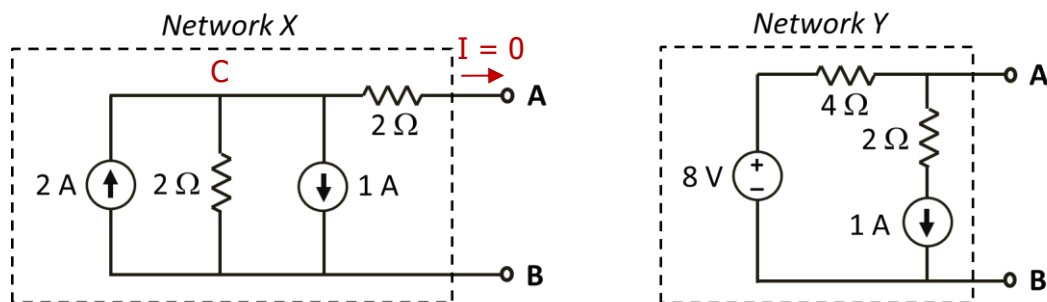 Network X
I = 0
C
A
2 Ω
2 A
2 Ω
1 A
B
Network Y
A
4 Ω
2 Ω
8 V
+
−
1 A
B